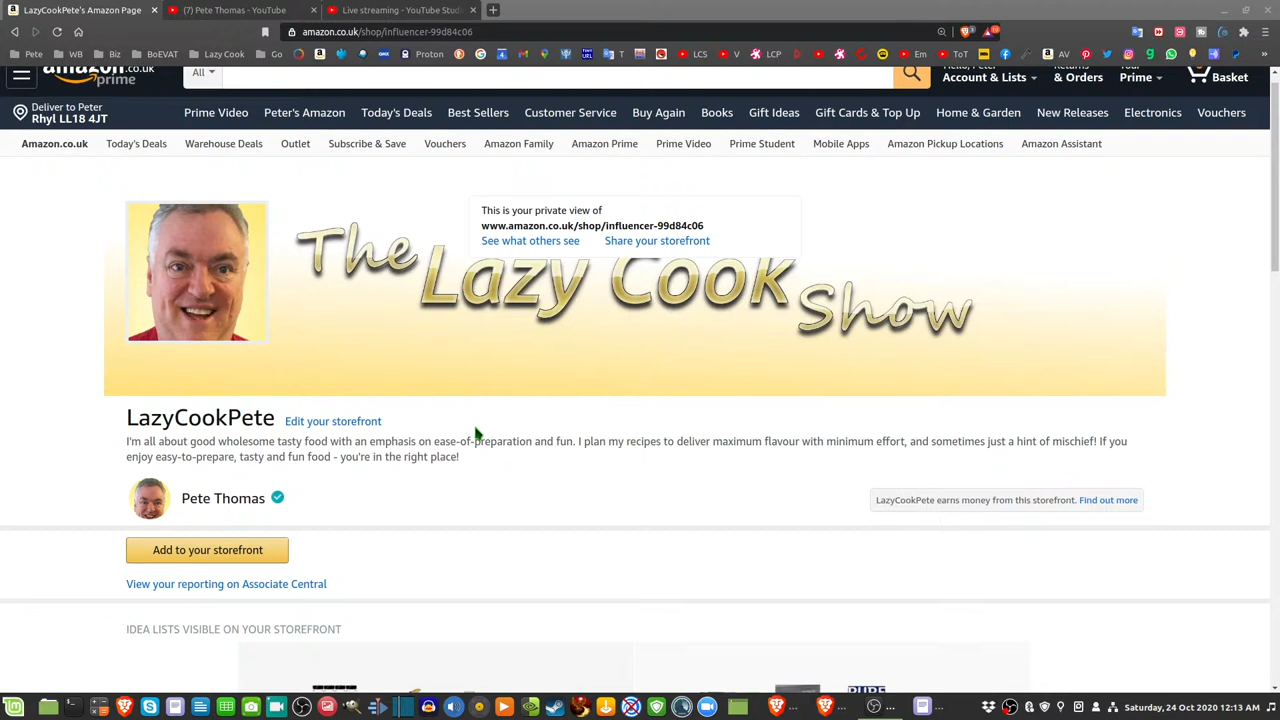 LazyCookPete's Amazon Page
(7) Pete Thomas - YouTube
Live streaming - YouTube Studi
amazon.co.uk/shop/influencer-99d84c06
Pete WB Biz BoEVAT Lazy Cook Go Proton T LCS V LCP Em ToT AV
amazon.co.uk
prime
All
Account & Lists
& Orders
Prime
Basket
Deliver to Peter
Rhyl LL18 4JT
Prime Video Peter's Amazon Today's Deals Best Sellers Customer Service Buy Again Books Gift Ideas Gift Cards & Top Up Home & Garden New Releases Electronics Vouchers
Amazon.co.uk Today's Deals Warehouse Deals Outlet Subscribe & Save Vouchers Amazon Family Amazon Prime Prime Video Prime Student Mobile Apps Amazon Pickup Locations Amazon Assistant
This is your private view of
www.amazon.co.uk/shop/influencer-99d84c06
See what others see Share your storefront
The Lazy Cook Show
LazyCookPete Edit your storefront
I'm all about good wholesome tasty food with an emphasis on ease-of-preparation and fun. I plan my recipes to deliver maximum flavour with minimum effort, and sometimes just a hint of mischief! If you
enjoy easy-to-prepare, tasty and fun food - you're in the right place!
Pete Thomas
LazyCookPete earns money from this storefront. Find out more
Add to your storefront
View your reporting on Associate Central
IDEA LISTS VISIBLE ON YOUR STOREFRONT
Saturday, 24 Oct 2020 12:13 AM